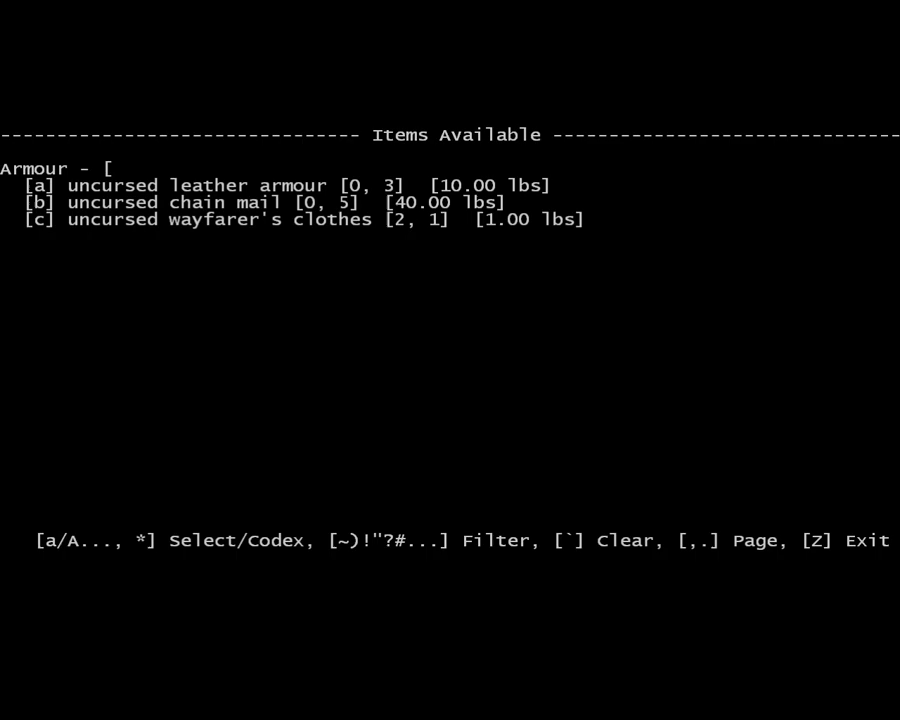 -------------------------------- Items Available -------------------------------
Armour - [
[a] uncursed leather armour [0, 3] [10.00 lbs]
[b] uncursed chain mail [0, 5] [40.00 lbs]
[c] uncursed wayfarer's clothes [2, 1] [1.00 lbs]
[a/A..., *] Select/Codex, [~)!"?#...] Filter, [`] Clear, [,.] Page, [Z] Exit